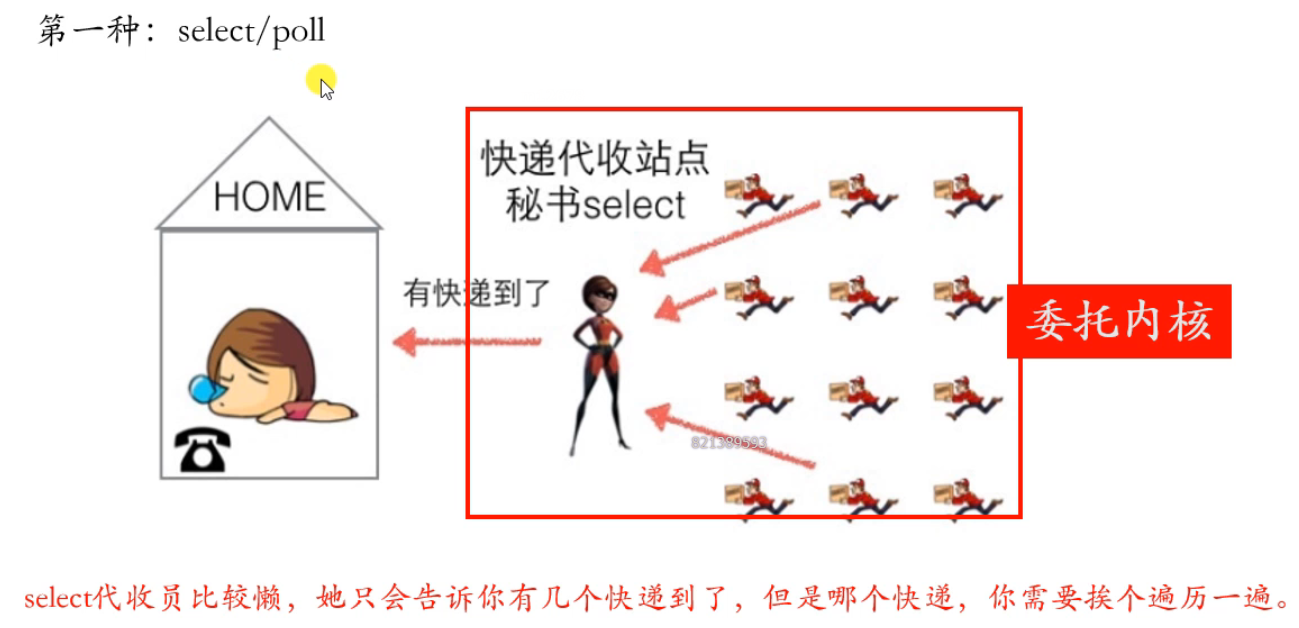 第一种：select/poll
HOME
快递代收站点
秘书select
有快递到了
委托内核
821389593
select代收员比较懒，她只会告诉你有几个快递到了，但是哪个快递，你需要挨个遍历一遍。